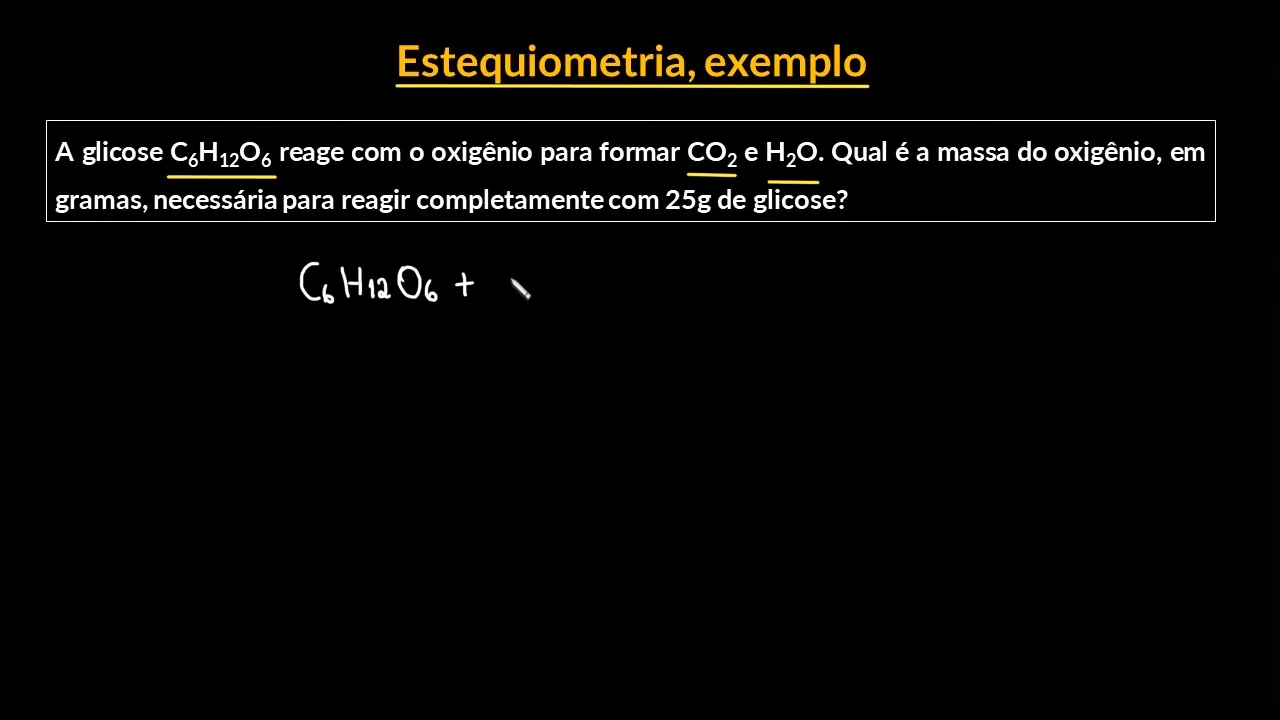 Estequiometria, exemplo
A glicose C₆H₁₂O₆ reage com o oxigênio para formar CO₂ e H₂O. Qual é a massa do oxigênio, em
gramas, necessária para reagir completamente com 25g de glicose?
C₆H₁₂O₆ +